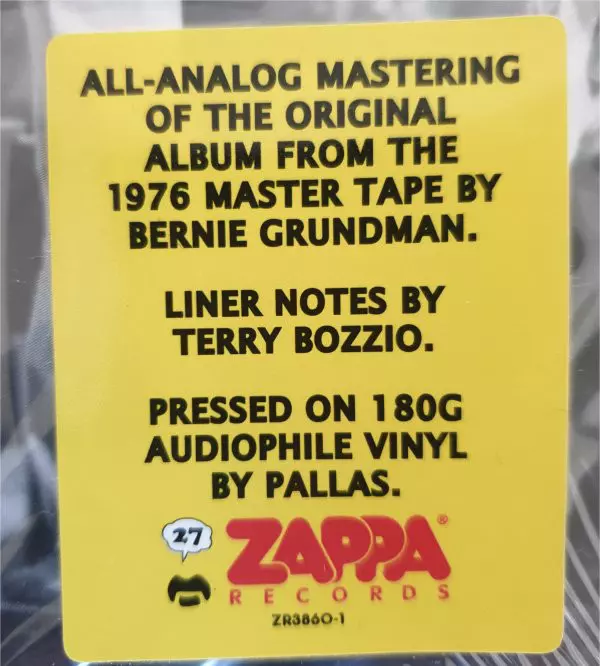 ALL-ANALOG MASTERING
OF THE ORIGINAL
ALBUM FROM THE
1976 MASTER TAPE BY
BERNIE GRUNDMAN.
LINER NOTES BY
TERRY BOZZIO.
PRESSED ON 180G
AUDIOPHILE VINYL
BY PALLAS.
27
ZAPPA®
RECORDS
ZR3860-1